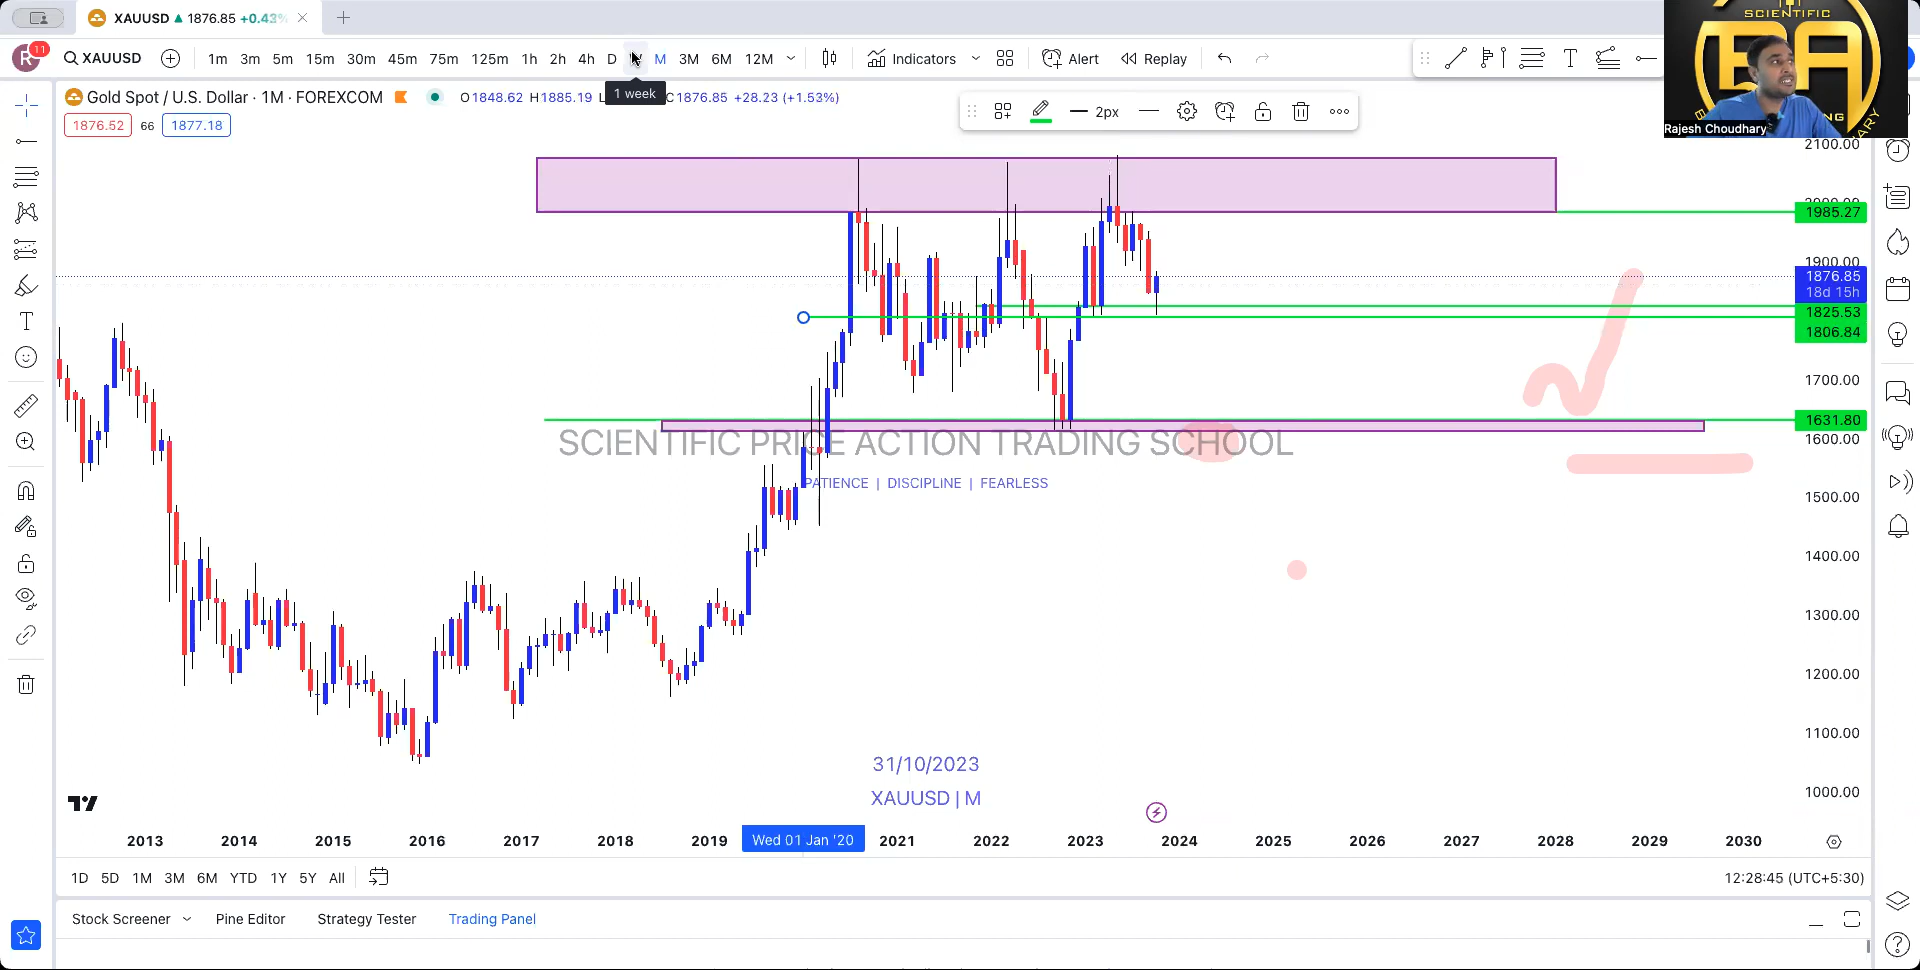 XAUUSD ▲ 1876.85 +0.42%
SCIENTIFIC
BA
Rajesh Choudhary
R 11 XAUUSD 1m 3m 5m 15m 30m 45m 75m 125m 1h 2h 4h D M 3M 6M 12M Indicators Alert Replay
1 week
Gold Spot / U.S. Dollar · 1M · FOREXCOM O1848.62 H1885.19 L C1876.85 +28.23 (+1.53%)
1876.52 66 1877.18
2px
2100.00
1985.27
1900.00
1876.85
18d 15h
1825.53
1806.84
1700.00
1631.80
1600.00
SCIENTIFIC PRICE ACTION TRADING SCHOOL
PATIENCE | DISCIPLINE | FEARLESS
1500.00
1400.00
1300.00
1200.00
1100.00
1000.00
31/10/2023
XAUUSD | M
2013 2014 2015 2016 2017 2018 2019 Wed 01 Jan '20 2021 2022 2023 2024 2025 2026 2027 2028 2029 2030
1D 5D 1M 3M 6M YTD 1Y 5Y All 12:28:45 (UTC+5:30)
Stock Screener Pine Editor Strategy Tester Trading Panel